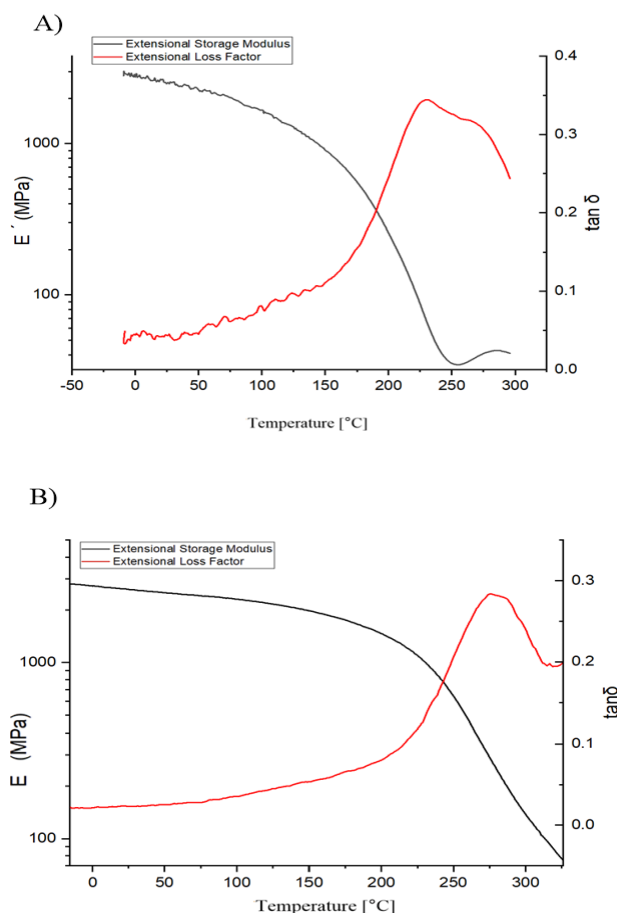 A)
Extensional Storage Modulus
Extensional Loss Factor
E ´ (MPa)
1000
100
0.4
0.3
0.2
0.1
0.0
tan δ
-50 0 50 100 150 200 250 300
Temperature [°C]
B)
Extensional Storage Modulus
Extensional Loss Factor
E (MPa)
1000
100
0.3
0.2
0.1
0.0
tanδ
0 50 100 150 200 250 300
Temperature [°C]